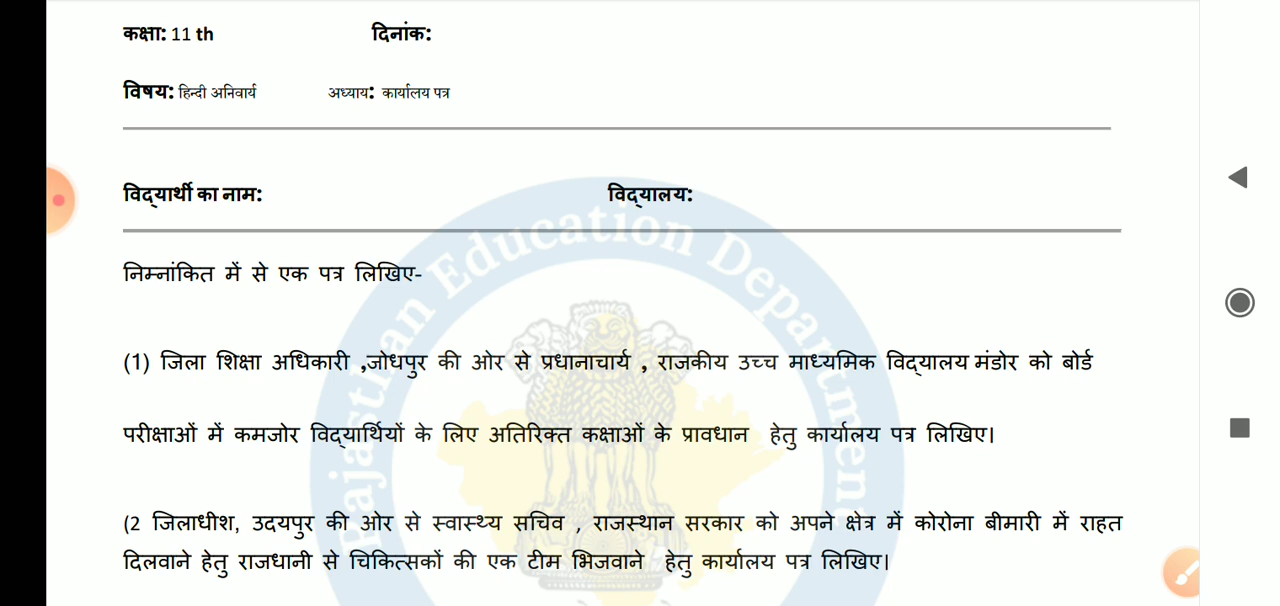 कक्षा: 11 th दिनांक:
विषय: हिन्दी अनिवार्य अध्याय: कार्यालय पत्र
विद्यार्थी का नाम: विद्यालय:
निम्नांकित में से एक पत्र लिखिए-
(1) जिला शिक्षा अधिकारी ,जोधपुर की ओर से प्रधानाचार्य , राजकीय उच्च माध्यमिक विद्यालय मंडोर को बोर्ड
परीक्षाओं में कमजोर विद्यार्थियों के लिए अतिरिक्त कक्षाओं के प्रावधान हेतु कार्यालय पत्र लिखिए।
(2 जिलाधीश, उदयपुर की ओर से स्वास्थ्य सचिव , राजस्थान सरकार को अपने क्षेत्र में कोरोना बीमारी में राहत
दिलवाने हेतु राजधानी से चिकित्सकों की एक टीम भिजवाने हेतु कार्यालय पत्र लिखिए।
Rajasthan Education Department